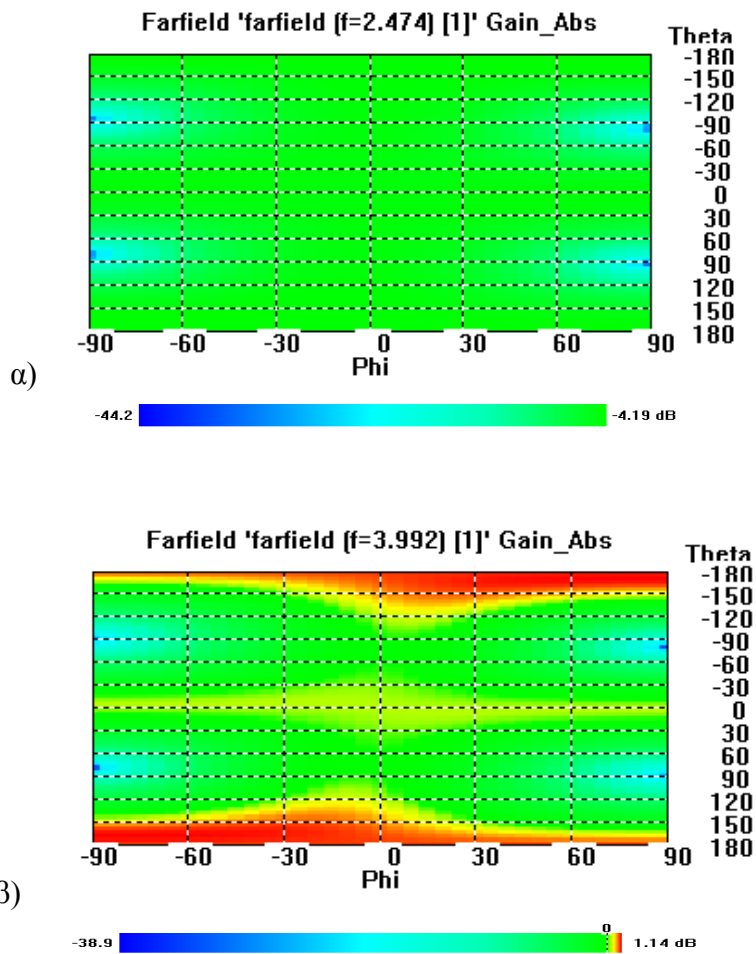 Farfield 'farfield (f=2.474) [1]' Gain_Abs
Theta
-180
-150
-120
-90
-60
-30
0
30
60
90
120
150
180
-90 -60 -30 0 30 60 90
Phi
α)
-44.2 -4.19 dB
Farfield 'farfield (f=3.992) [1]' Gain_Abs
Theta
-180
-150
-120
-90
-60
-30
0
30
60
90
120
150
180
-90 -60 -30 0 30 60 90
Phi
β)
0
-38.9 1.14 dB